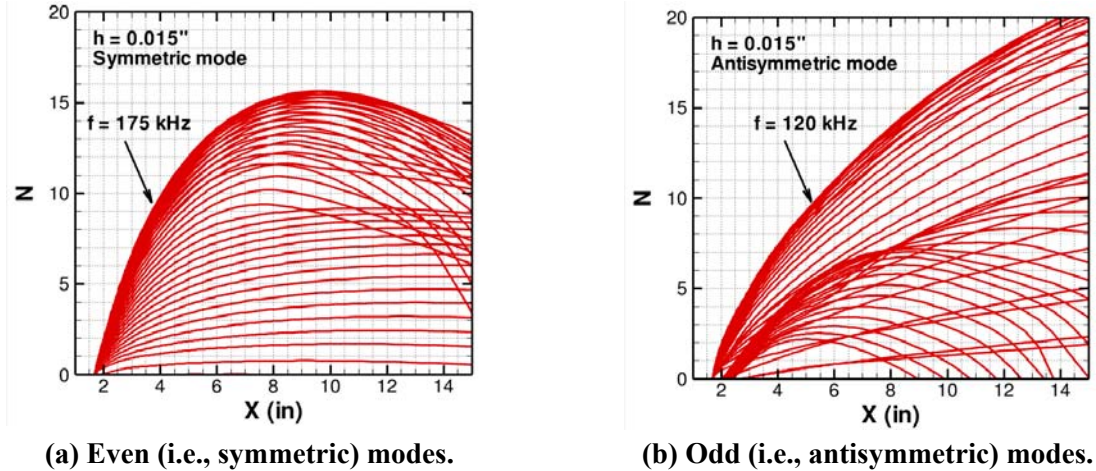 h = 0.015"
Symmetric mode
f = 175 kHz
N
20
15
10
5
0
2 4 6 8 10 12 14
X (in)
(a) Even (i.e., symmetric) modes.
h = 0.015"
Antisymmetric mode
f = 120 kHz
N
20
15
10
5
0
2 4 6 8 10 12 14
X (in)
(b) Odd (i.e., antisymmetric) modes.